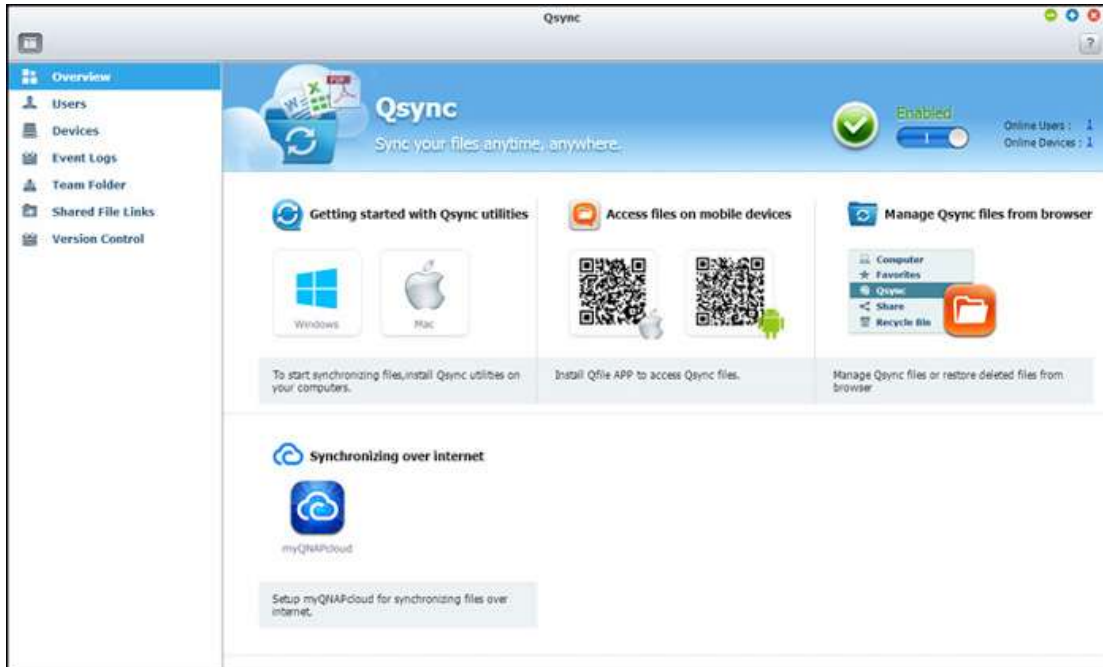 Qsync
?
Overview
Users
Devices
Event Logs
Team Folder
Shared File Links
Version Control
PDF
X
W
Qsync
Sync your files anytime, anywhere.
Enabled
Online Users : 1
Online Devices : 1
Getting started with Qsync utilities
Windows
Mac
To start synchronizing files,install Qsync utilities on
your computers.
Access files on mobile devices
Install Qfile APP to access Qsync files.
Manage Qsync files from browser
Computer
Favorites
Qsync
Share
Recycle Bin
Manage Qsync files or restore deleted files from
browser
Synchronizing over internet
myQNAPcloud
Setup myQNAPcloud for synchronizing files over
internet.